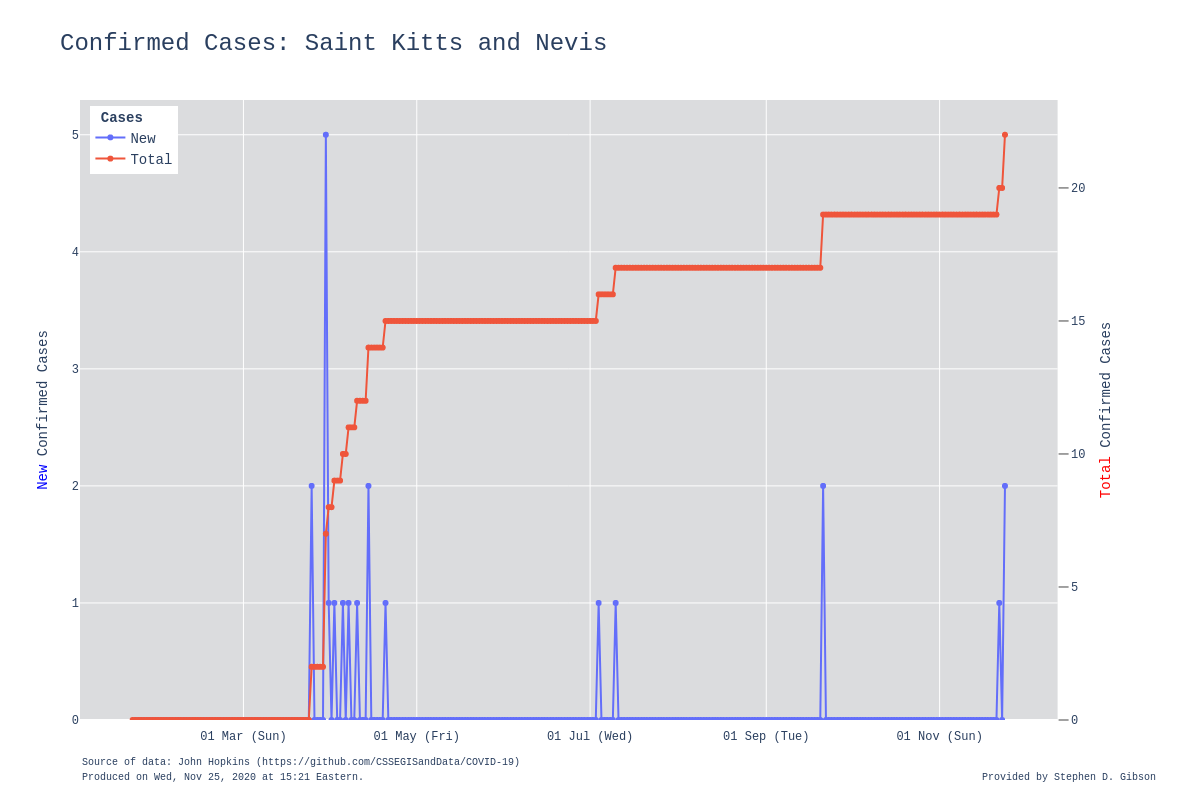 Confirmed Cases: Saint Kitts and Nevis
Cases
New
Total
5
4
3
2
1
0
New Confirmed Cases
20
15
10
5
0
Total Confirmed Cases
01 Mar (Sun)
01 May (Fri)
01 Jul (Wed)
01 Sep (Tue)
01 Nov (Sun)
Source of data: John Hopkins (https://github.com/CSSEGISandData/COVID-19)
Produced on Wed, Nov 25, 2020 at 15:21 Eastern.
Provided by Stephen D. Gibson